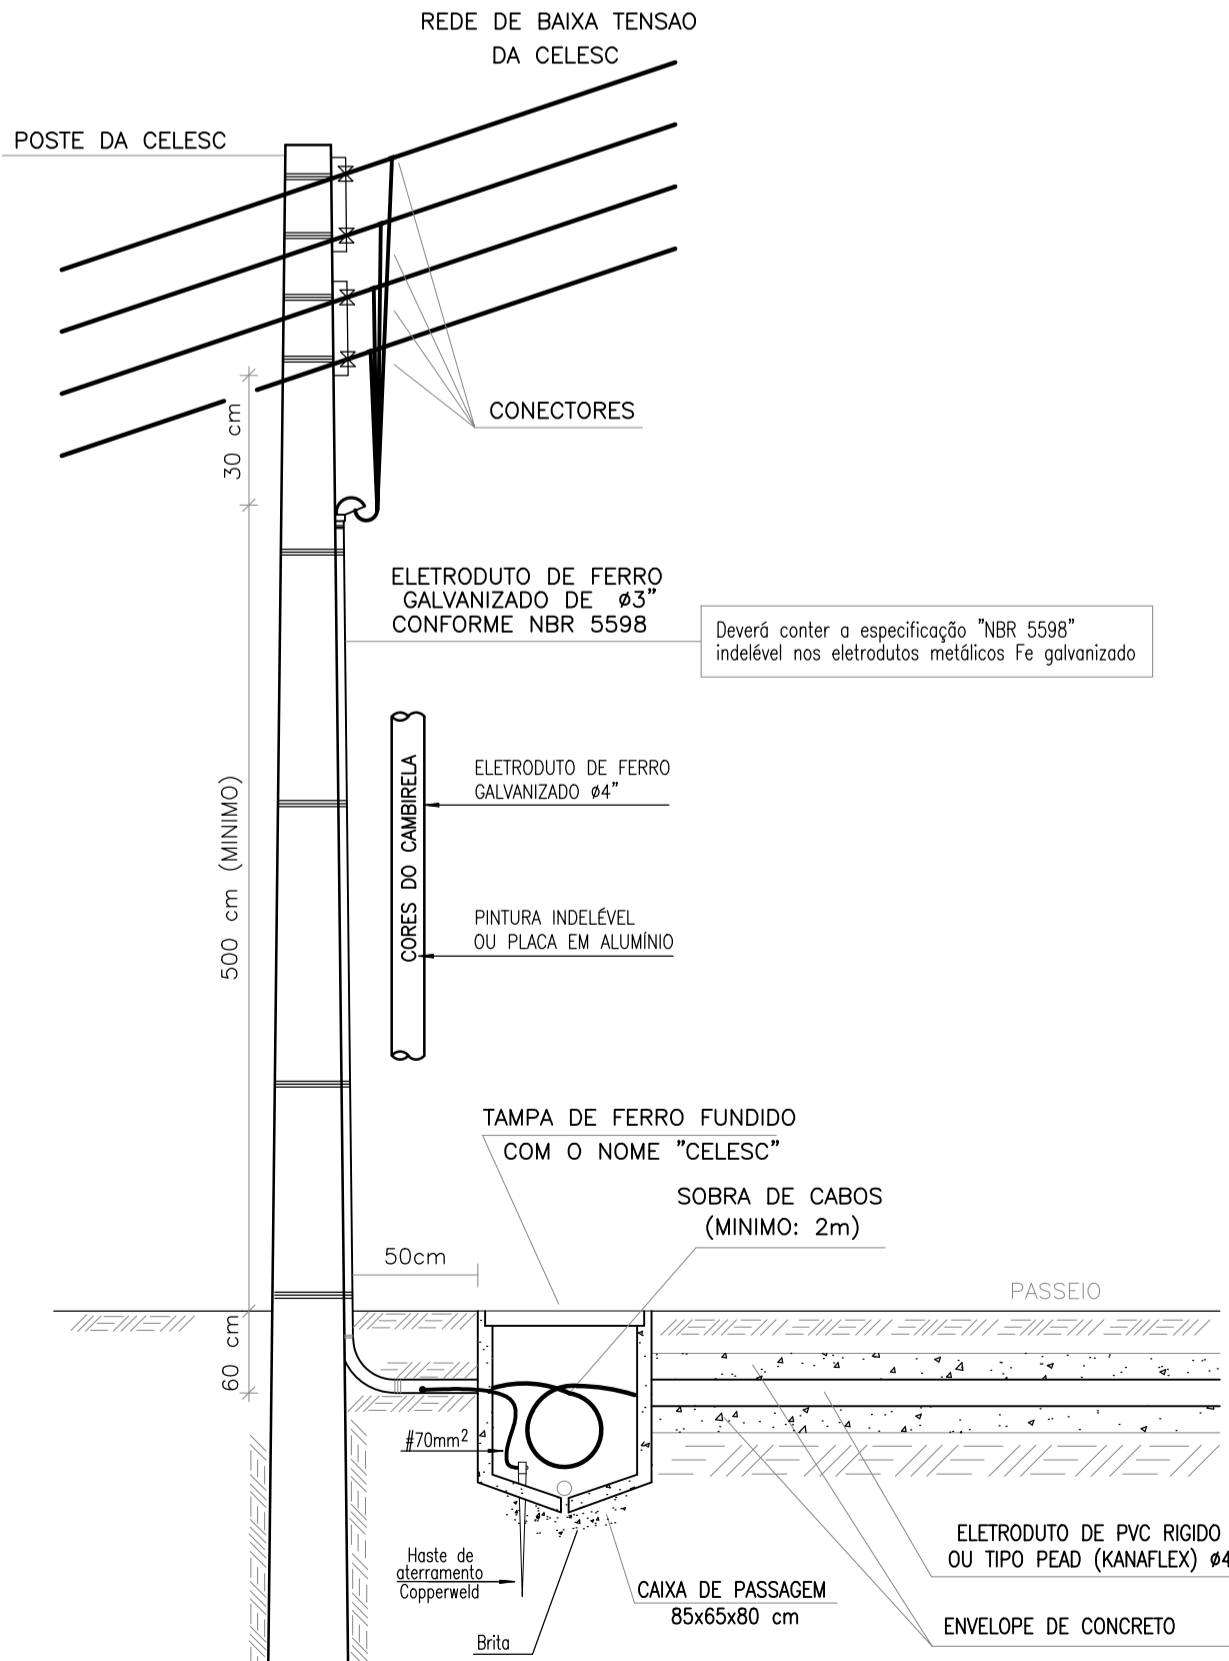 REDE DE BAIXA TENSAO
DA CELESC
POSTE DA CELESC
CONECTORES
30 cm
ELETRODUTO DE FERRO
GALVANIZADO DE ø3"
CONFORME NBR 5598
Deverá conter a especificação "NBR 5598"
indelével nos eletrodutos metálicos Fe galvanizado
500 cm (MINIMO)
CORES DO CAMBIRELA
ELETRODUTO DE FERRO
GALVANIZADO ø4"
PINTURA INDELÉVEL
OU PLACA EM ALUMÍNIO
TAMPA DE FERRO FUNDIDO
COM O NOME "CELESC"
SOBRA DE CABOS
(MINIMO: 2m)
50cm
PASSEIO
60 cm
#70mm²
Haste de
aterramento
Copperweld
Brita
CAIXA DE PASSAGEM
85x65x80 cm
ELETRODUTO DE PVC RIGIDO
OU TIPO PEAD (KANAFLEX) ø4
ENVELOPE DE CONCRETO